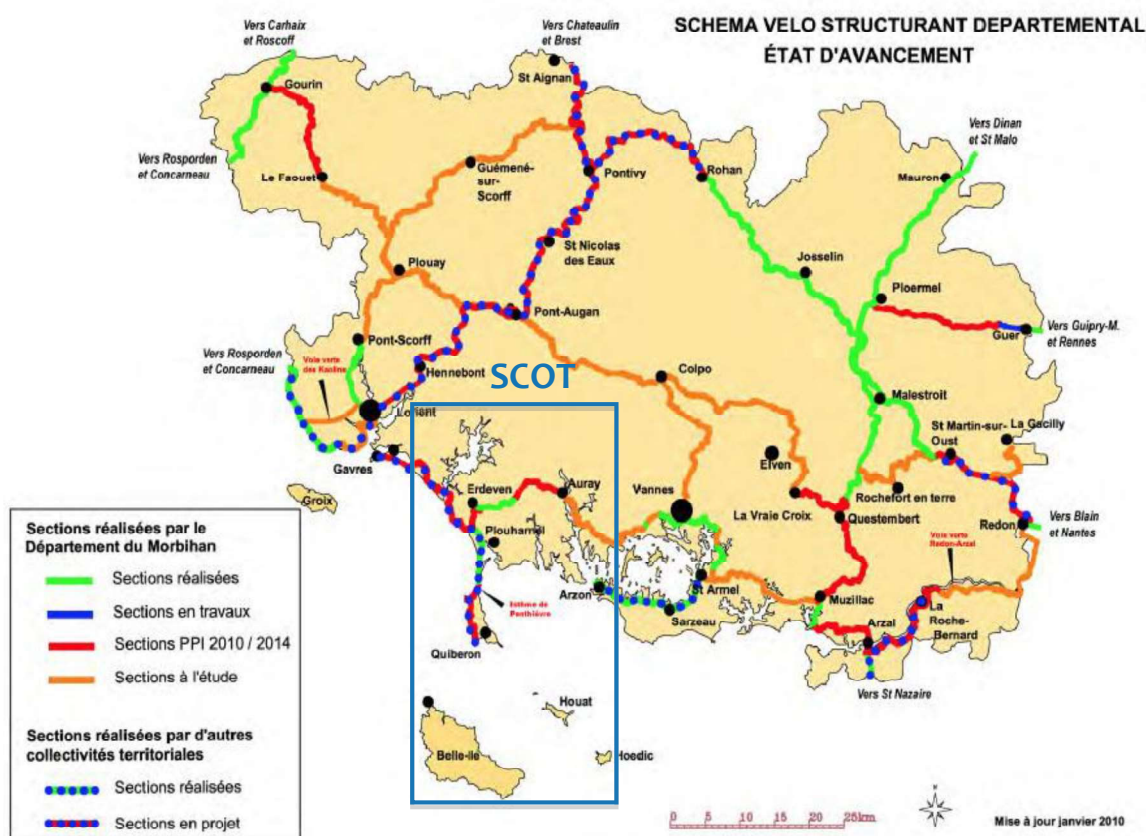 SCHEMA VELO STRUCTURANT DEPARTEMENTAL
ÉTAT D'AVANCEMENT
Vers Carhaix
et Roscoff
Vers Chateaulin
et Brest
St Aignan
Gourin
Vers Dinan
et St Malo
Vers Rosporden
et Concarneau
Le Faouet
Guémené-
sur-
Scorff
Pontivy
Rohan
Mauron
St Nicolas
des Eaux
Josselin
Plouay
Ploermel
Pont-Augan
Guer
Vers Guipry-M.
et Rennes
Pont-Scorff
Vers Rosporden
et Concarneau
Voie verte
des Kaolins
Hennebont
SCOT
Colpo
Malestroit
Lorient
St Martin-sur-
Oust
La Gacilly
Gavres
Elven
Groix
Erdeven
Auray
Vannes
La Vraie Croix
Rochefort en terre
Questembert
Redon
Vers Blain
et Nantes
Plouharnel
Voie verte
Redon-Arzal
Arzon
St Armel
Sarzeau
Muzillac
Arzal
La
Roche-
Bernard
Isthme de
Penthièvre
Quiberon
Vers St Nazaire
Houat
Belle-ile
Hoedic
Sections réalisées par le
Département du Morbihan
Sections réalisées
Sections en travaux
Sections PPI 2010 / 2014
Sections à l'étude
Sections réalisées par d'autres
collectivités territoriales
Sections réalisées
Sections en projet
0 5 10 15 20 25km
N
Mise à jour janvier 2010